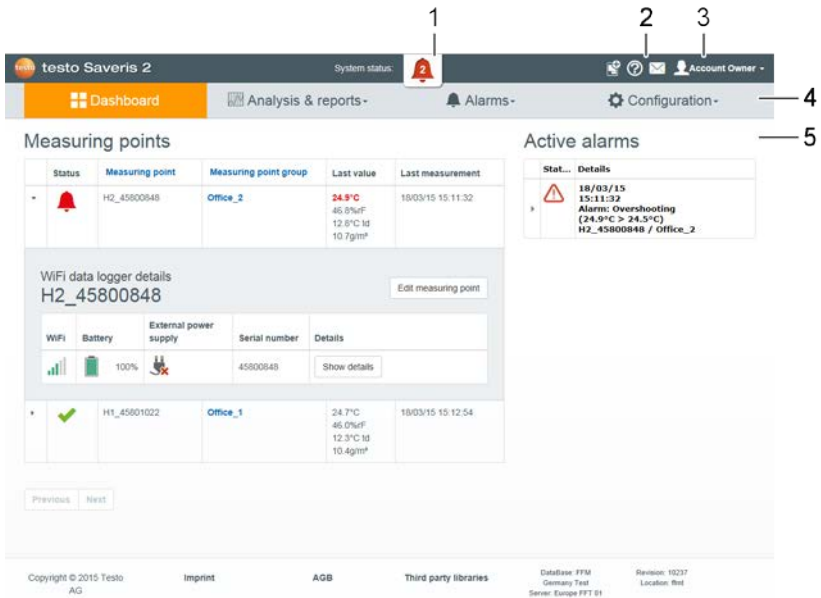 1
2
3
testo
testo Saveris 2
System status:
2
Account Owner
Dashboard
Analysis & reports
Alarms
Configuration
4
Measuring points
Active alarms
5
Status Measuring point Measuring point group Last value Last measurement
H2_45800848 Office_2 24.9°C 18/03/15 15:11:32
46.8%rF
12.6°C td
10.7g/m³
Stat... Details
18/03/15
15:11:32
Alarm: Overshooting
(24.9°C > 24.5°C)
H2_45800848 / Office_2
WiFi data logger details
H2_45800848
Edit measuring point
WiFi Battery External power supply Serial number Details
100% 45800848 Show details
H1_45801022 Office_1 24.7°C 18/03/15 15:12:54
46.0%rF
12.3°C td
10.4g/m³
Previous Next
Copyright © 2015 Testo AG
Imprint
AGB
Third party libraries
DataBase: FFM
Germany Test
Server: Europe FFT 01
Revision: 10237
Location: ffmt